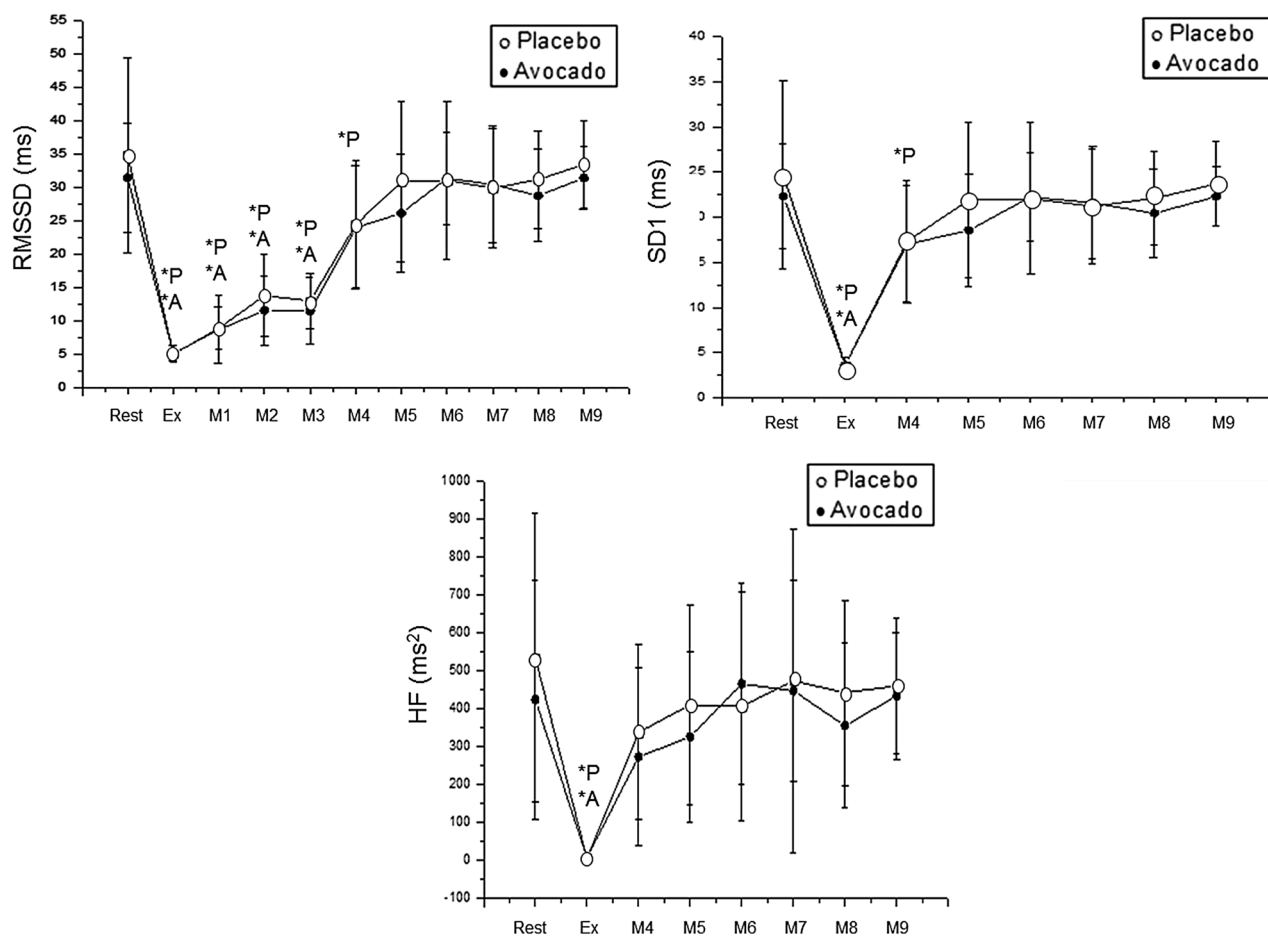 RMSSD (ms)
55
50
45
40
35
30
25
20
15
10
5
0
Placebo
Avocado
*P
*A
*P
*A
*P
*A
*P
*A
*P
Rest Ex M1 M2 M3 M4 M5 M6 M7 M8 M9
SD1 (ms)
40
35
30
25
0
5
10
5
0
Placebo
Avocado
*P
*A
*P
Rest Ex M4 M5 M6 M7 M8 M9
HF (ms²)
1000
900
800
700
600
500
400
300
200
100
0
-100
Placebo
Avocado
*P
*A
Rest Ex M4 M5 M6 M7 M8 M9